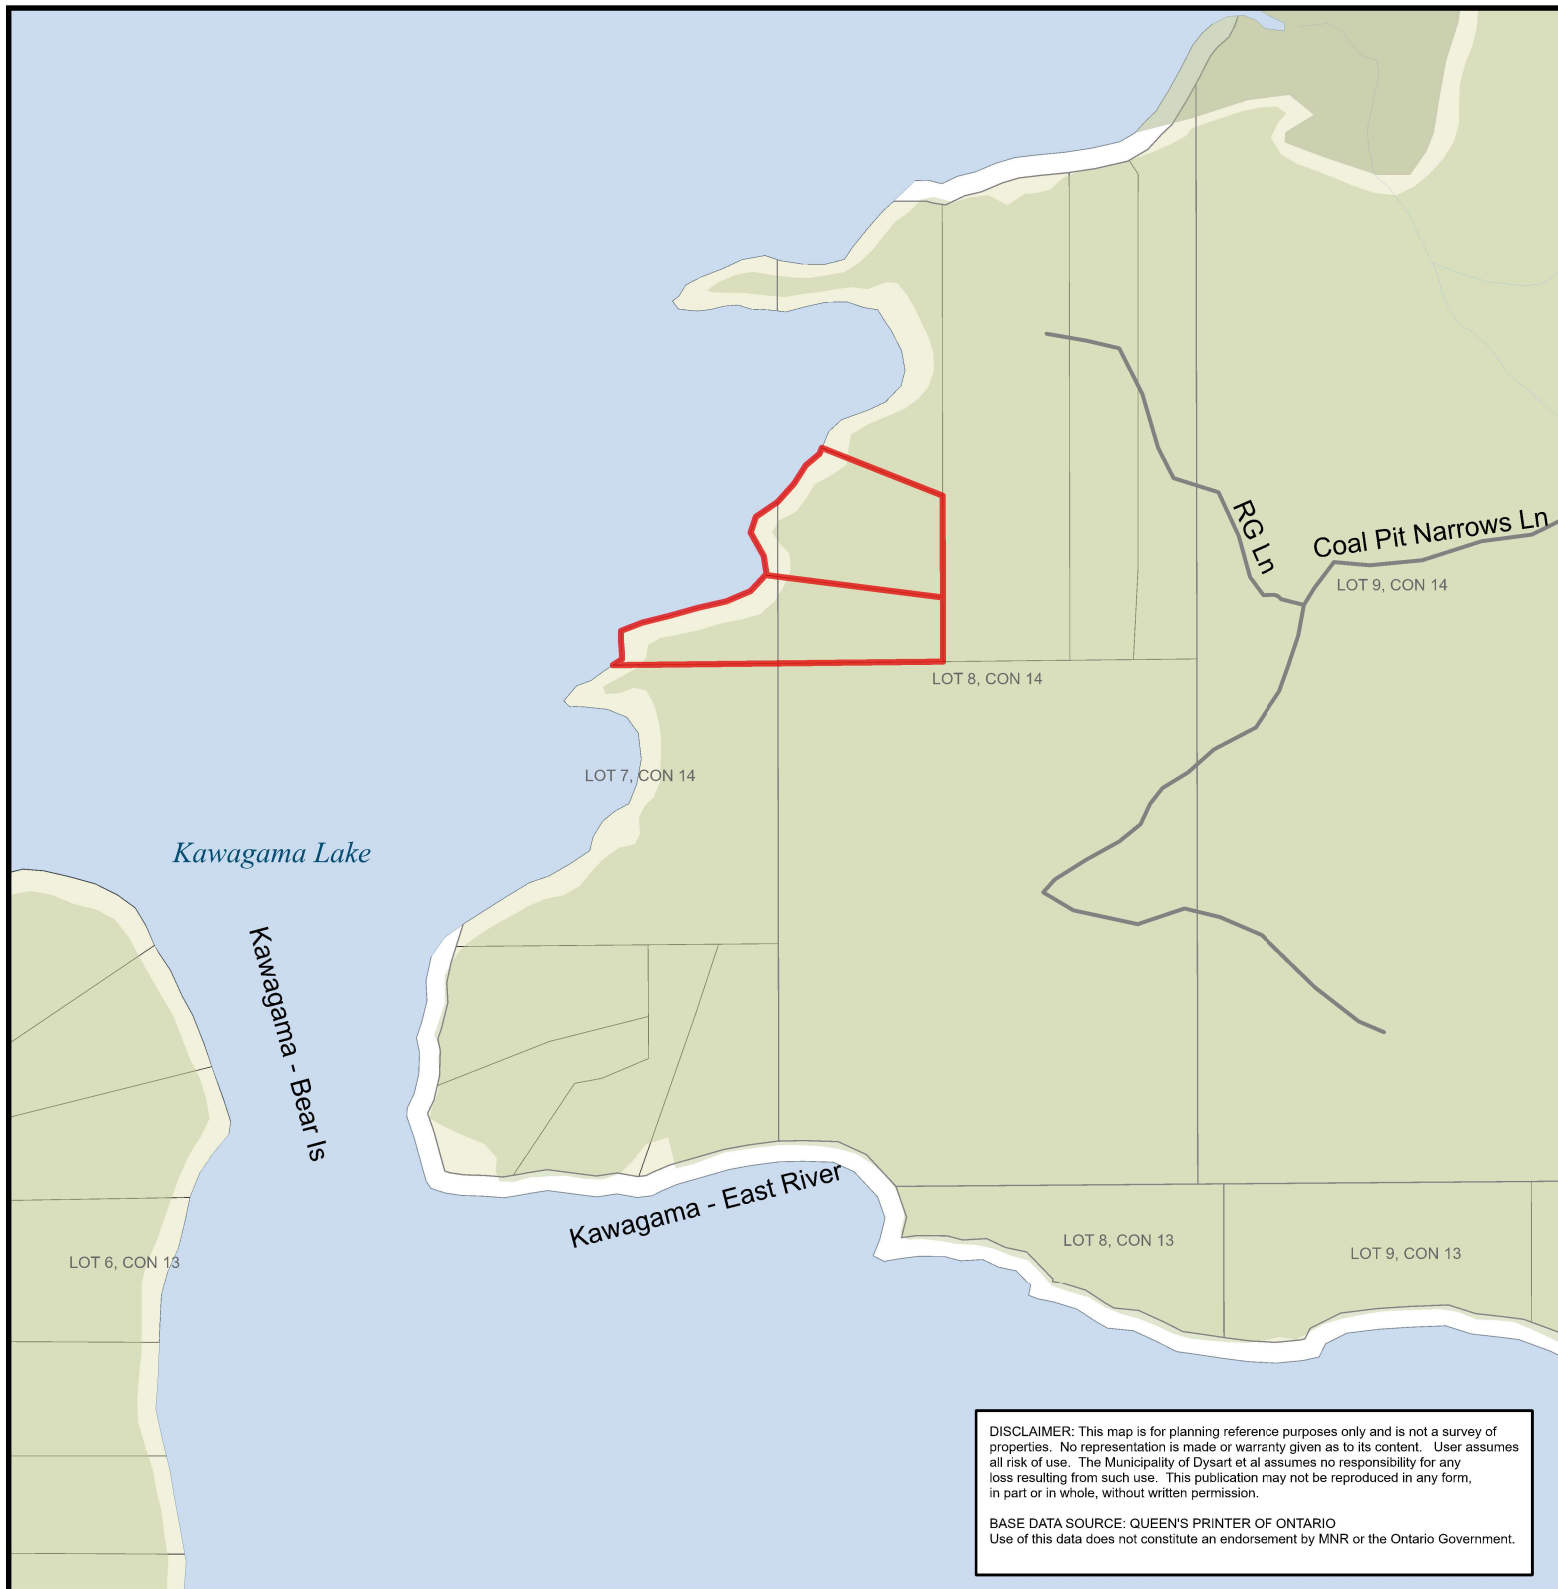 RG Ln
Coal Pit Narrows Ln
LOT 9, CON 14
LOT 8, CON 14
LOT 7, CON 14
Kawagama Lake
Kawagama - Bear Is
Kawagama - East River
LOT 6, CON 13
LOT 8, CON 13
LOT 9, CON 13
DISCLAIMER: This map is for planning reference purposes only and is not a survey of
properties. No representation is made or warranty given as to its content. User assumes
all risk of use. The Municipality of Dysart et al assumes no responsibility for any
loss resulting from such use. This publication may not be reproduced in any form,
in part or in whole, without written permission.
BASE DATA SOURCE: QUEEN'S PRINTER OF ONTARIO
Use of this data does not constitute an endorsement by MNR or the Ontario Government.